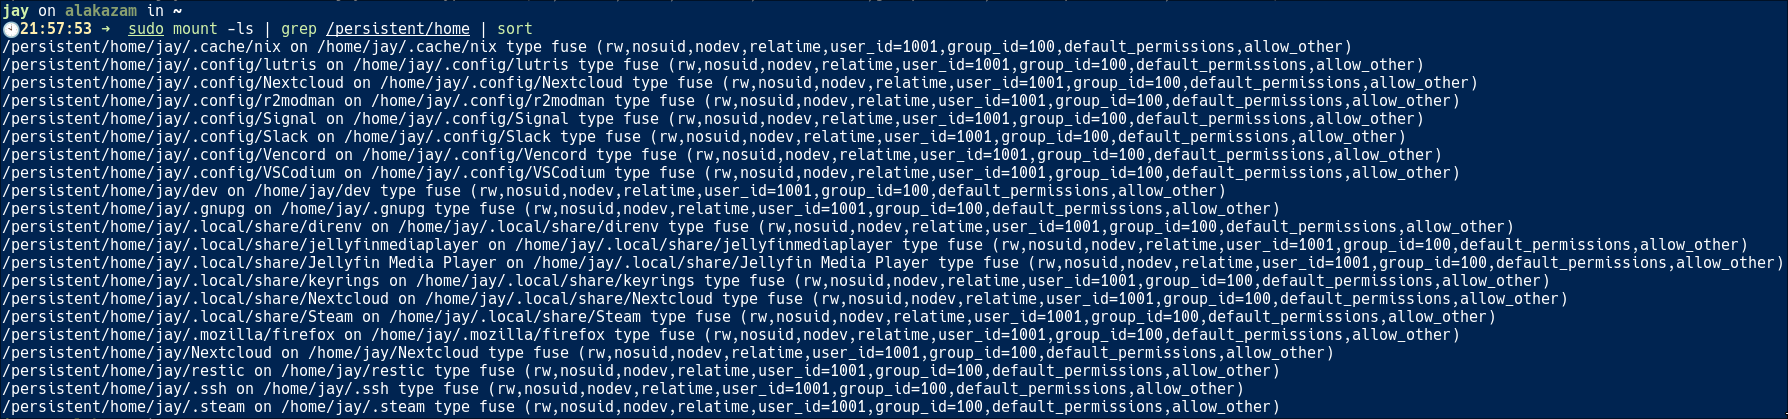 jay on alakazam in ~
🕙21:57:53 → sudo mount -ls | grep /persistent/home | sort
/persistent/home/jay/.cache/nix on /home/jay/.cache/nix type fuse (rw,nosuid,nodev,relatime,user_id=1001,group_id=100,default_permissions,allow_other)
/persistent/home/jay/.config/lutris on /home/jay/.config/lutris type fuse (rw,nosuid,nodev,relatime,user_id=1001,group_id=100,default_permissions,allow_other)
/persistent/home/jay/.config/Nextcloud on /home/jay/.config/Nextcloud type fuse (rw,nosuid,nodev,relatime,user_id=1001,group_id=100,default_permissions,allow_other)
/persistent/home/jay/.config/r2modman on /home/jay/.config/r2modman type fuse (rw,nosuid,nodev,relatime,user_id=1001,group_id=100,default_permissions,allow_other)
/persistent/home/jay/.config/Signal on /home/jay/.config/Signal type fuse (rw,nosuid,nodev,relatime,user_id=1001,group_id=100,default_permissions,allow_other)
/persistent/home/jay/.config/Slack on /home/jay/.config/Slack type fuse (rw,nosuid,nodev,relatime,user_id=1001,group_id=100,default_permissions,allow_other)
/persistent/home/jay/.config/Vencord on /home/jay/.config/Vencord type fuse (rw,nosuid,nodev,relatime,user_id=1001,group_id=100,default_permissions,allow_other)
/persistent/home/jay/.config/VSCodium on /home/jay/.config/VSCodium type fuse (rw,nosuid,nodev,relatime,user_id=1001,group_id=100,default_permissions,allow_other)
/persistent/home/jay/dev on /home/jay/dev type fuse (rw,nosuid,nodev,relatime,user_id=1001,group_id=100,default_permissions,allow_other)
/persistent/home/jay/.gnupg on /home/jay/.gnupg type fuse (rw,nosuid,nodev,relatime,user_id=1001,group_id=100,default_permissions,allow_other)
/persistent/home/jay/.local/share/direnv on /home/jay/.local/share/direnv type fuse (rw,nosuid,nodev,relatime,user_id=1001,group_id=100,default_permissions,allow_other)
/persistent/home/jay/.local/share/jellyfinmediaplayer on /home/jay/.local/share/jellyfinmediaplayer type fuse (rw,nosuid,nodev,relatime,user_id=1001,group_id=100,default_permissions,allow_other)
/persistent/home/jay/.local/share/Jellyfin Media Player on /home/jay/.local/share/Jellyfin Media Player type fuse (rw,nosuid,nodev,relatime,user_id=1001,group_id=100,default_permissions,allow_other)
/persistent/home/jay/.local/share/keyrings on /home/jay/.local/share/keyrings type fuse (rw,nosuid,nodev,relatime,user_id=1001,group_id=100,default_permissions,allow_other)
/persistent/home/jay/.local/share/Nextcloud on /home/jay/.local/share/Nextcloud type fuse (rw,nosuid,nodev,relatime,user_id=1001,group_id=100,default_permissions,allow_other)
/persistent/home/jay/.local/share/Steam on /home/jay/.local/share/Steam type fuse (rw,nosuid,nodev,relatime,user_id=1001,group_id=100,default_permissions,allow_other)
/persistent/home/jay/.mozilla/firefox on /home/jay/.mozilla/firefox type fuse (rw,nosuid,nodev,relatime,user_id=1001,group_id=100,default_permissions,allow_other)
/persistent/home/jay/Nextcloud on /home/jay/Nextcloud type fuse (rw,nosuid,nodev,relatime,user_id=1001,group_id=100,default_permissions,allow_other)
/persistent/home/jay/restic on /home/jay/restic type fuse (rw,nosuid,nodev,relatime,user_id=1001,group_id=100,default_permissions,allow_other)
/persistent/home/jay/.ssh on /home/jay/.ssh type fuse (rw,nosuid,nodev,relatime,user_id=1001,group_id=100,default_permissions,allow_other)
/persistent/home/jay/.steam on /home/jay/.steam type fuse (rw,nosuid,nodev,relatime,user_id=1001,group_id=100,default_permissions,allow_other)